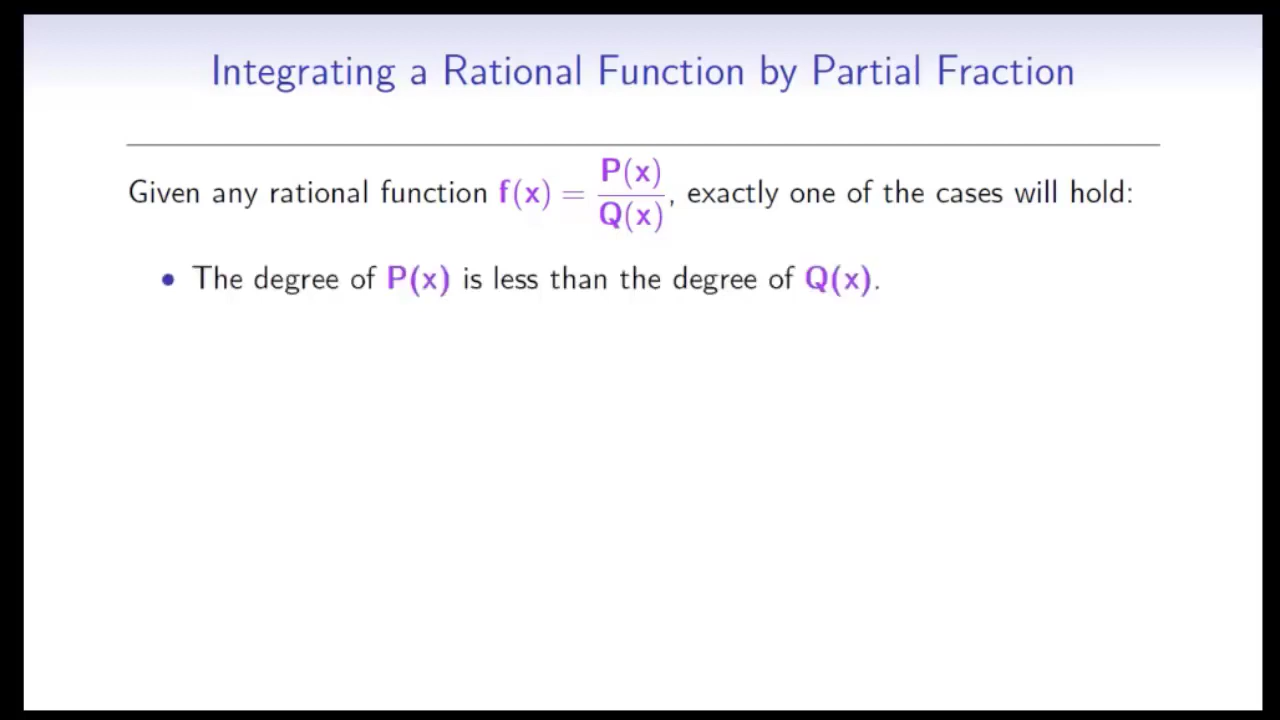 Integrating a Rational Function by Partial Fraction
Given any rational function f(x) = P(x)/Q(x), exactly one of the cases will hold:
• The degree of P(x) is less than the degree of Q(x).